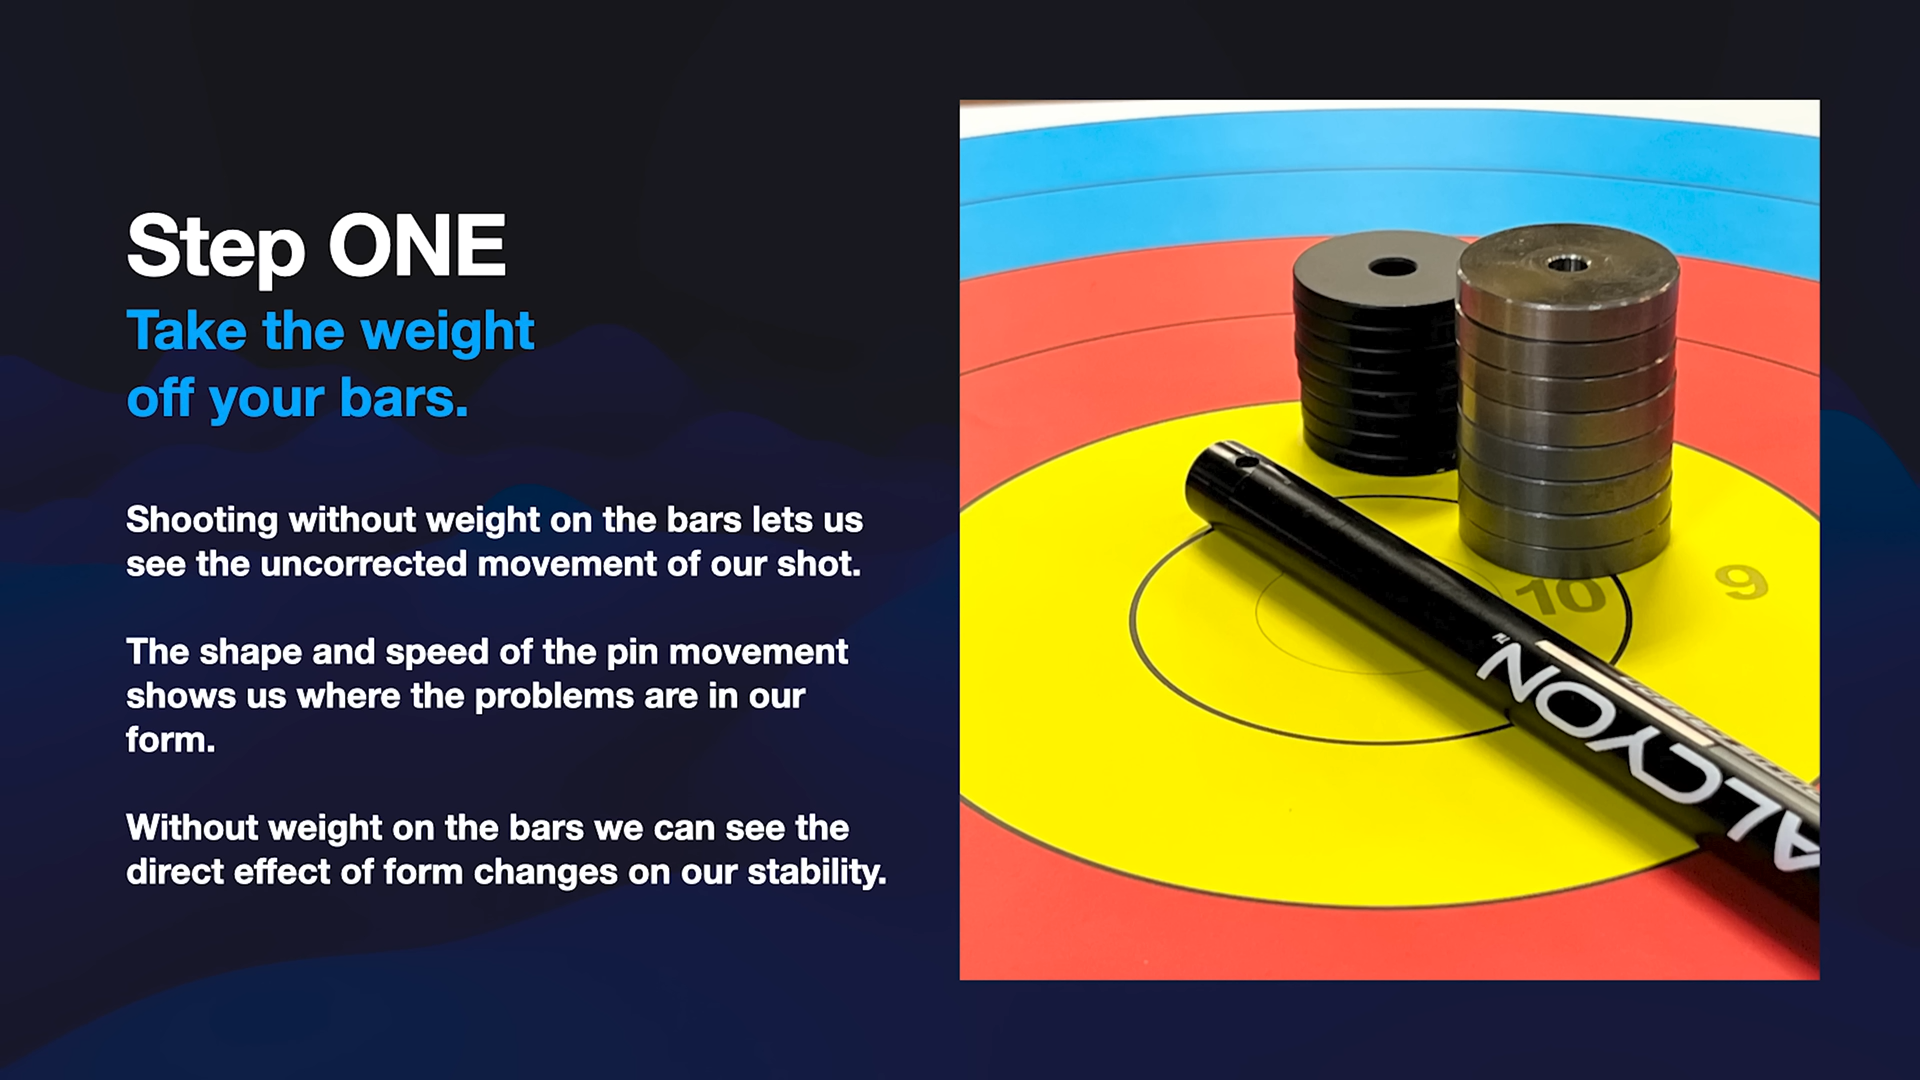 Step ONE
Take the weight
off your bars.
Shooting without weight on the bars lets us
see the uncorrected movement of our shot.
The shape and speed of the pin movement
shows us where the problems are in our
form.
Without weight on the bars we can see the
direct effect of form changes on our stability.
10
9
ALCYON™